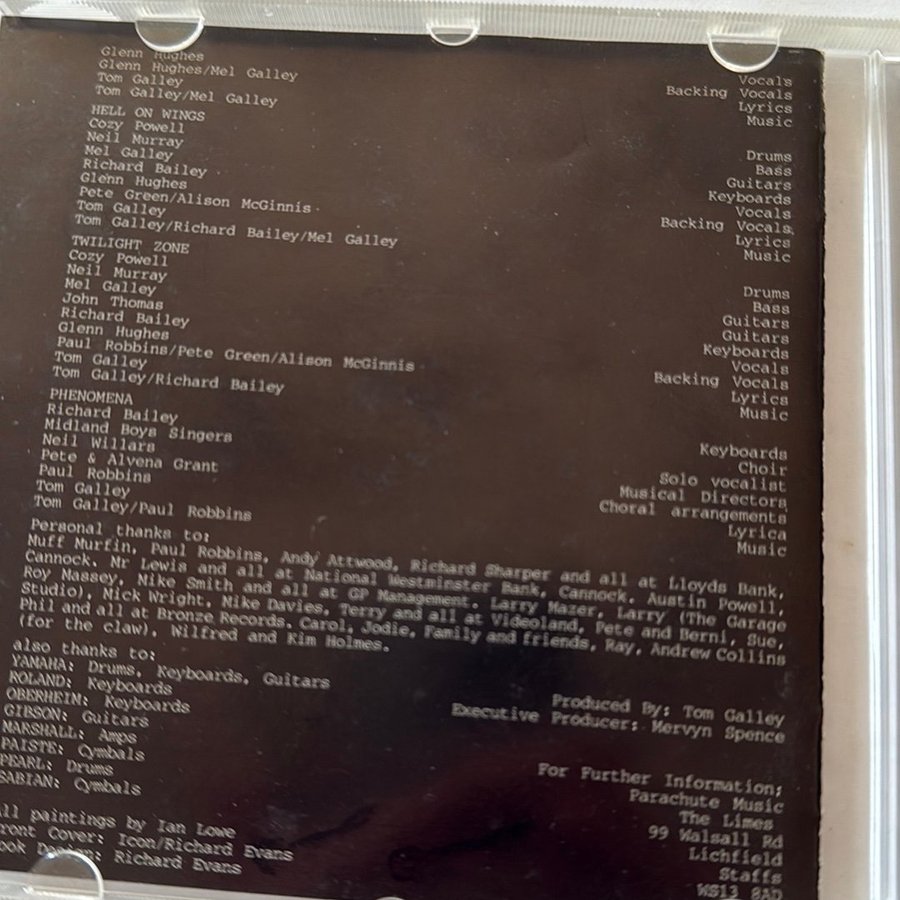 Glenn Hughes Vocals
Glenn Hughes/Mel Galley Backing Vocals
Tom Galley Lyrics
Tom Galley/Mel Galley Music
HELL ON WINGS
Cozy Powell Drums
Neil Murray Bass
Mel Galley Guitars
Richard Bailey Keyboards
Glenn Hughes Vocals
Pete Green/Alison McGinnis Backing Vocals
Tom Galley Lyrics
Tom Galley/Richard Bailey/Mel Galley Music
TWILIGHT ZONE
Cozy Powell Drums
Neil Murray Bass
Mel Galley Guitars
John Thomas Guitars
Richard Bailey Keyboards
Glenn Hughes Vocals
Paul Robbins/Pete Green/Alison McGinnis Backing Vocals
Tom Galley Lyrics
Tom Galley/Richard Bailey Music
PHENOMENA
Richard Bailey Keyboards
Midland Boys Singers Choir
Neil Willars Solo vocalist
Pete & Alvena Grant Musical Directors
Paul Robbins Choral arrangements
Tom Galley Lyrica
Tom Galley/Paul Robbins Music
Personal thanks to:
Muff Murfin, Paul Robbins, Andy Attwood, Richard Sharper and all at Lloyds Bank,
Cannock, Mr Lewis and all at National Westminster Bank, Cannock, Austin Powell,
Roy Massey, Mike Smith and all at GP Management, Larry Mazer, Larry (The Garage
Studio), Mick Wright, Mike Davies, Terry and all at Videoland, Pete and Berni, Sue,
Phil and all at Bronze Records, Carol, Jodie, Family and friends, Ray, Andrew Collins
(for the claw), Wilfred and Kim Holmes.
also thanks to:
YAMAHA: Drums, Keyboards, Guitars
ROLAND: Keyboards
OBERHEIM: Keyboards
GIBSON: Guitars
MARSHALL: Amps
PAISTE: Cymbals
PEARL: Drums
SABIAN: Cymbals
Produced By: Tom Galley
Executive Producer: Mervyn Spence
For Further Information;
Parachute Music
The Limes
99 Walsall Rd
Lichfield
Staffs
WS13 8AD
All paintings by Ian Lowe
Front Cover: Icon/Richard Evans
Richard Evans